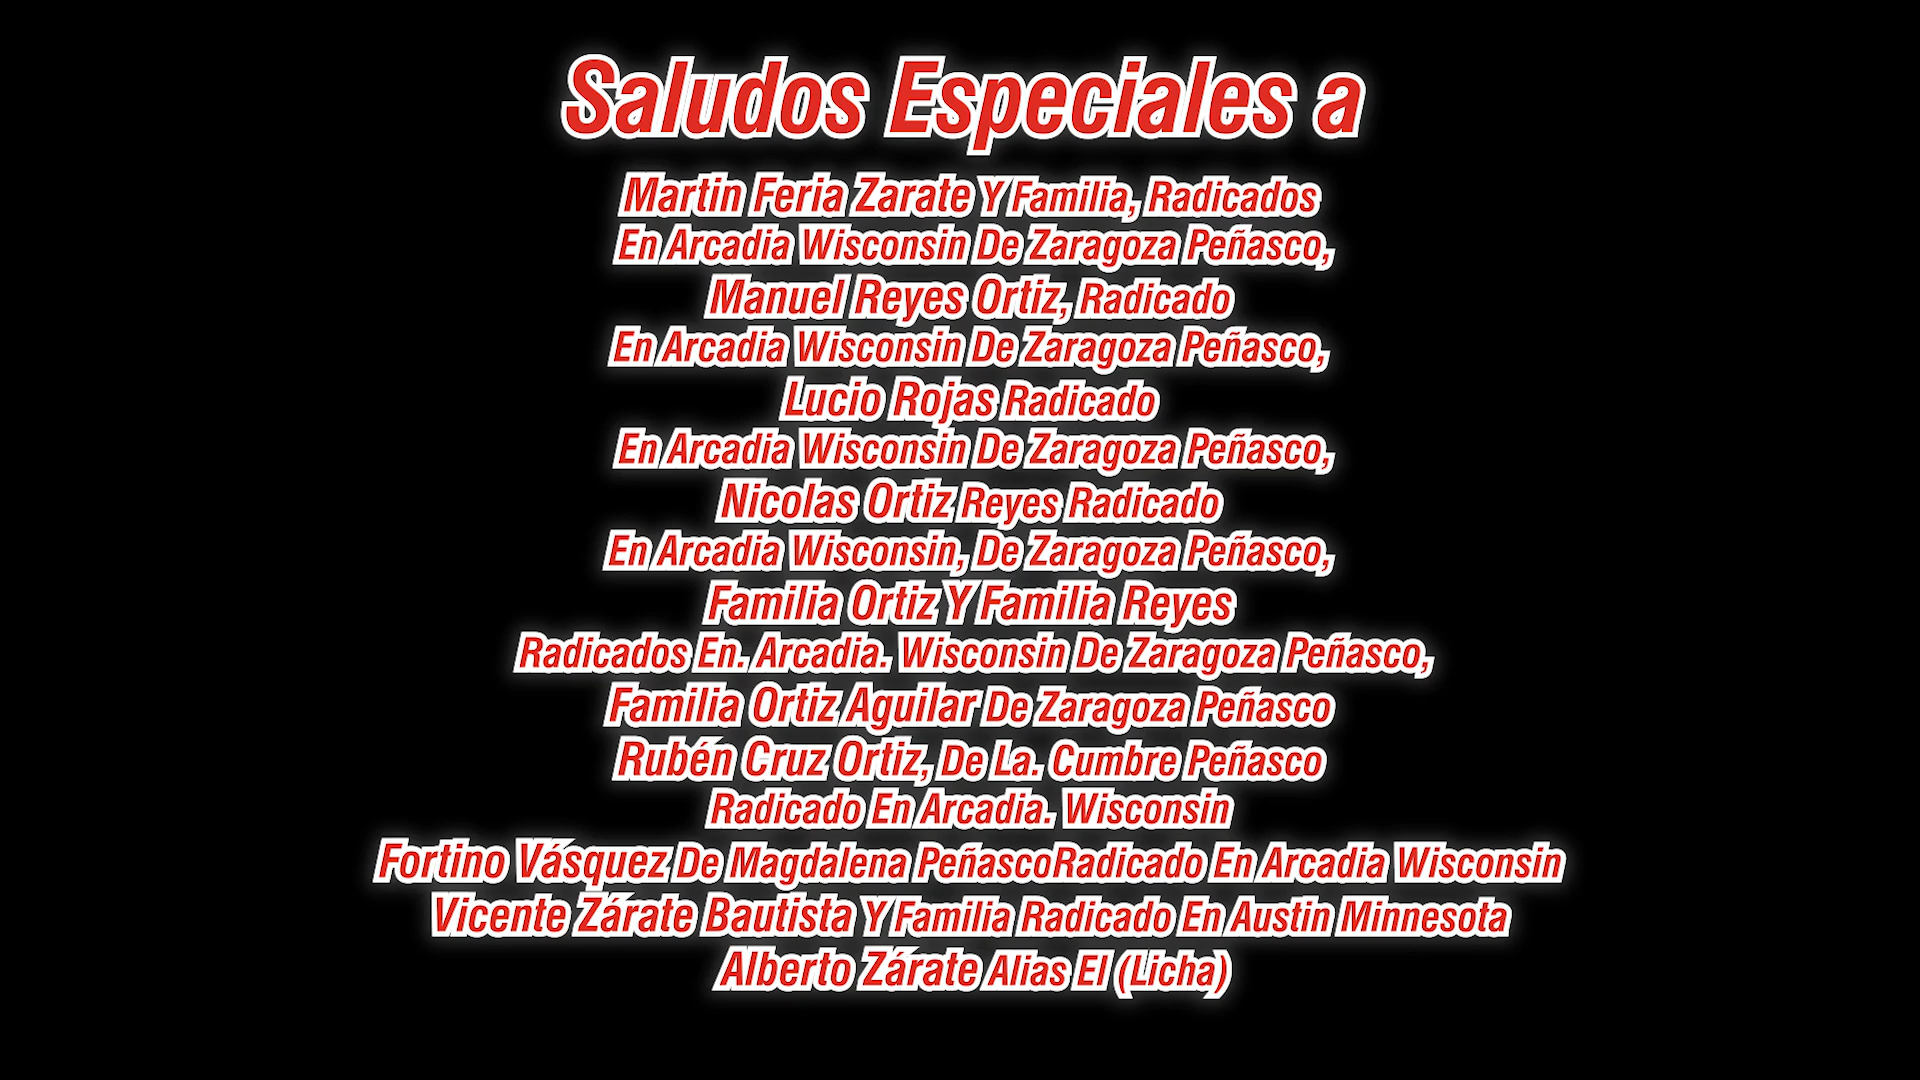 Saludos Especiales a
Martin Feria Zarate Y Familia, Radicados
En Arcadia Wisconsin De Zaragoza Peñasco,
Manuel Reyes Ortiz, Radicado
En Arcadia Wisconsin De Zaragoza Peñasco,
Lucio Rojas Radicado
En Arcadia Wisconsin De Zaragoza Peñasco,
Nicolas Ortiz Reyes Radicado
En Arcadia Wisconsin, De Zaragoza Peñasco,
Familia Ortiz Y Familia Reyes
Radicados En. Arcadia. Wisconsin De Zaragoza Peñasco,
Familia Ortiz Aguilar De Zaragoza Peñasco
Rubén Cruz Ortiz, De La. Cumbre Peñasco
Radicado En Arcadia. Wisconsin
Fortino Vásquez De Magdalena PeñascoRadicado En Arcadia Wisconsin
Vicente Zárate Bautista Y Familia Radicado En Austin Minnesota
Alberto Zárate Alias El (Licha)